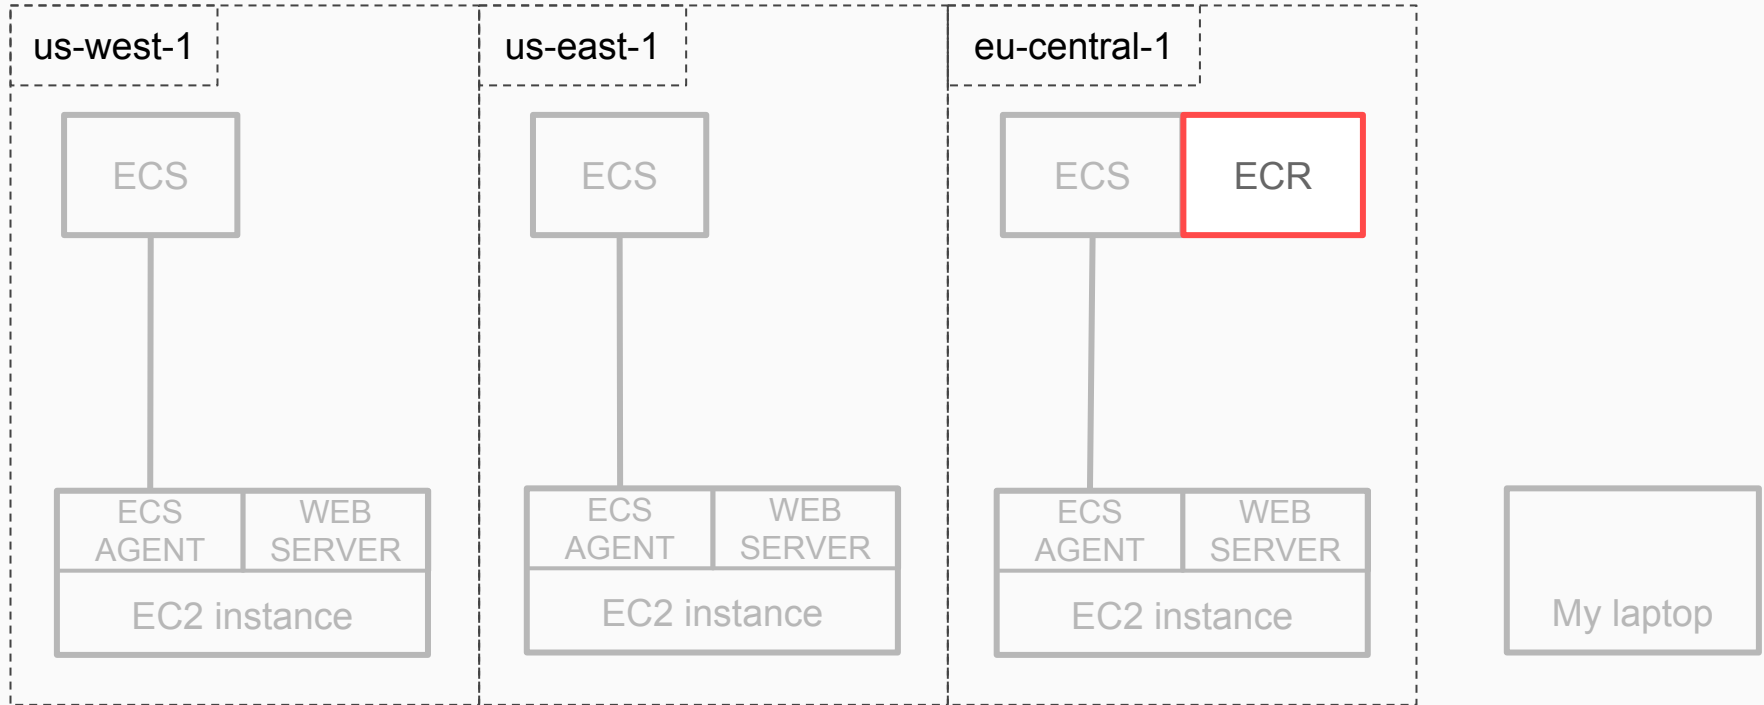 us-west-1
us-east-1
eu-central-1
ECS
ECS
ECS
ECR
ECS
AGENT
WEB
SERVER
EC2 instance
ECS
AGENT
WEB
SERVER
EC2 instance
ECS
AGENT
WEB
SERVER
EC2 instance
My laptop